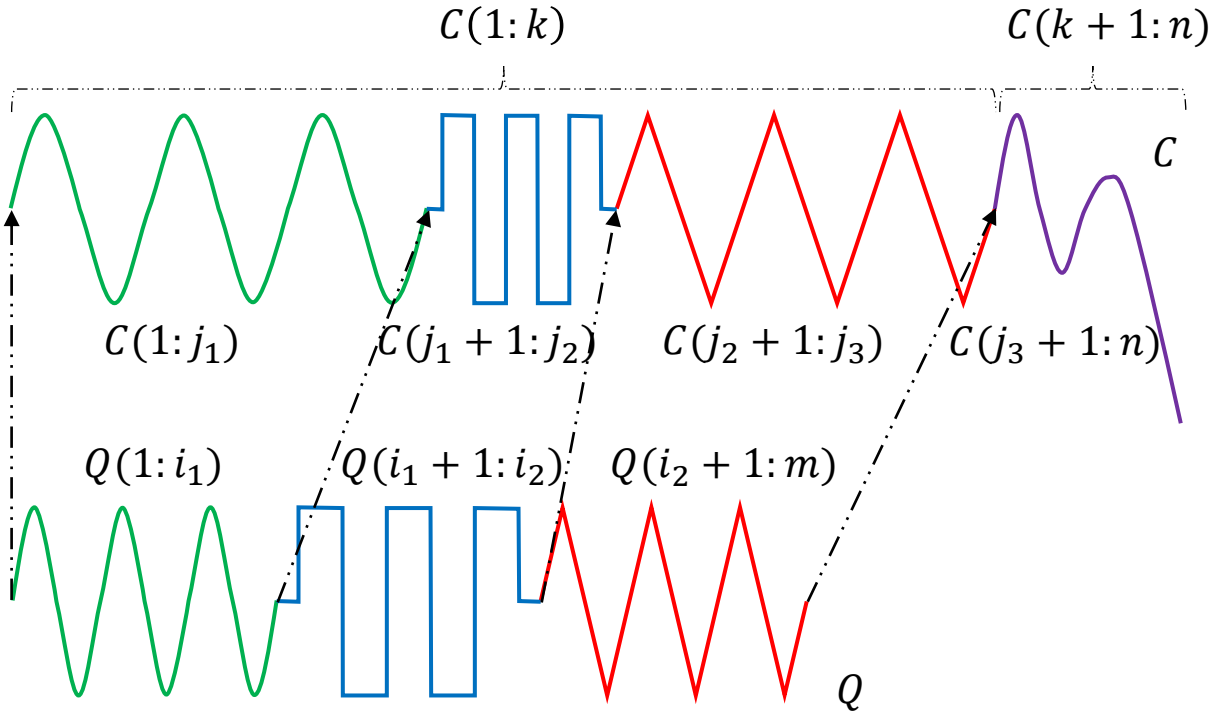 C(1:k) C(k + 1:n)
C
C(1:j₁) C(j₁ + 1:j₂) C(j₂ + 1:j₃) C(j₃ + 1:n)
Q(1:i₁) Q(i₁ + 1:i₂) Q(i₂ + 1:m)
Q